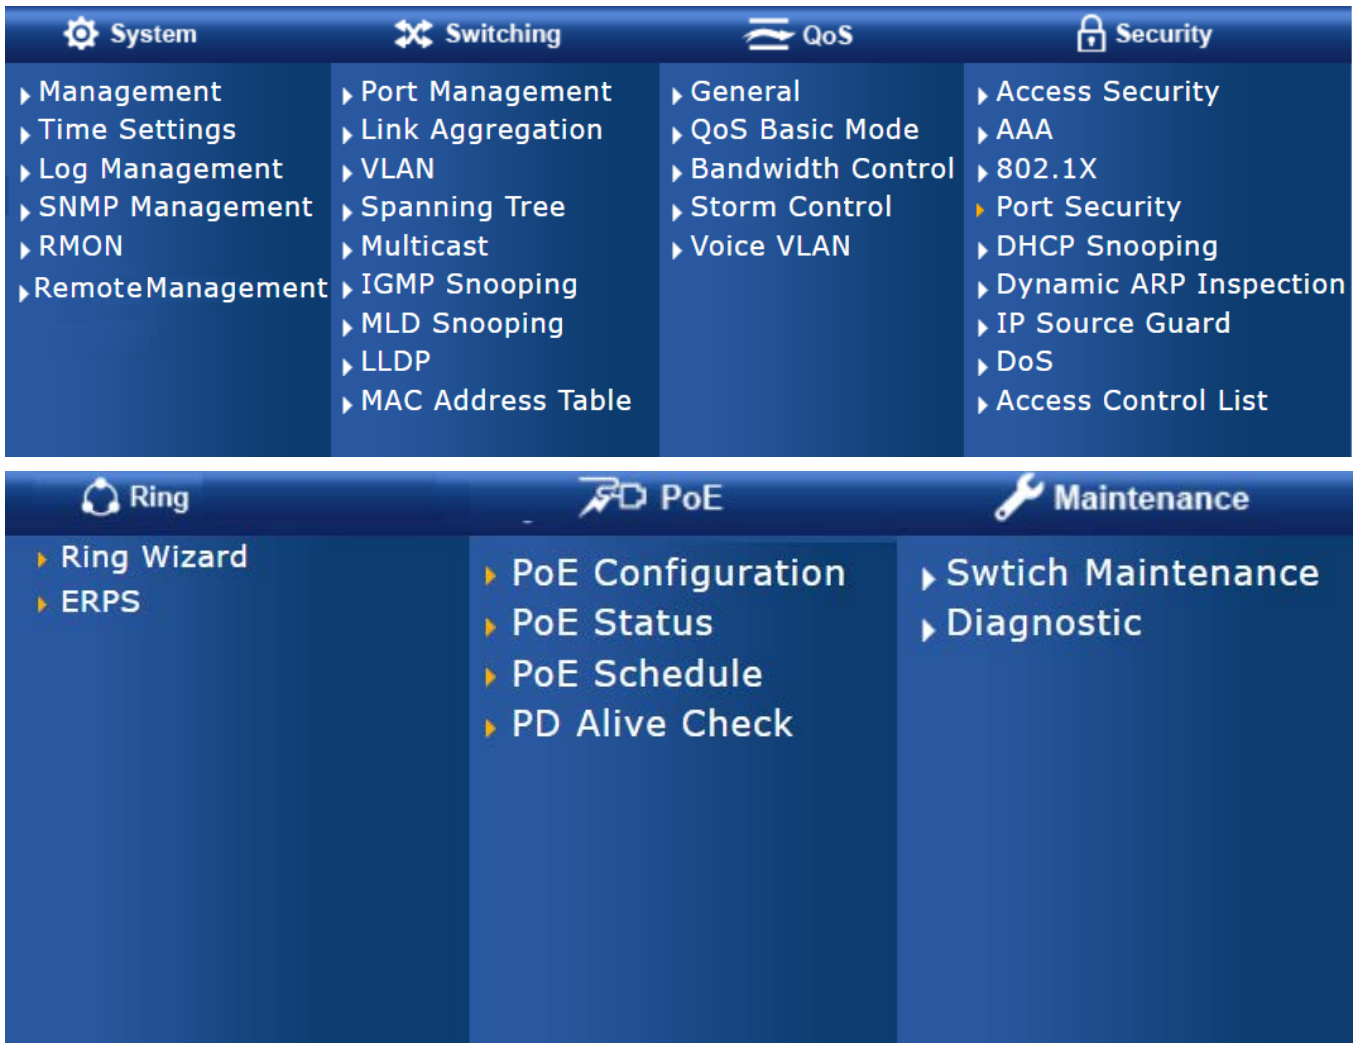 System
Management
Time Settings
Log Management
SNMP Management
RMON
RemoteManagement
Switching
Port Management
Link Aggregation
VLAN
Spanning Tree
Multicast
IGMP Snooping
MLD Snooping
LLDP
MAC Address Table
QoS
General
QoS Basic Mode
Bandwidth Control
Storm Control
Voice VLAN
Security
Access Security
AAA
802.1X
Port Security
DHCP Snooping
Dynamic ARP Inspection
IP Source Guard
DoS
Access Control List
Ring
Ring Wizard
ERPS
PoE
PoE Configuration
PoE Status
PoE Schedule
PD Alive Check
Maintenance
Swtich Maintenance
Diagnostic